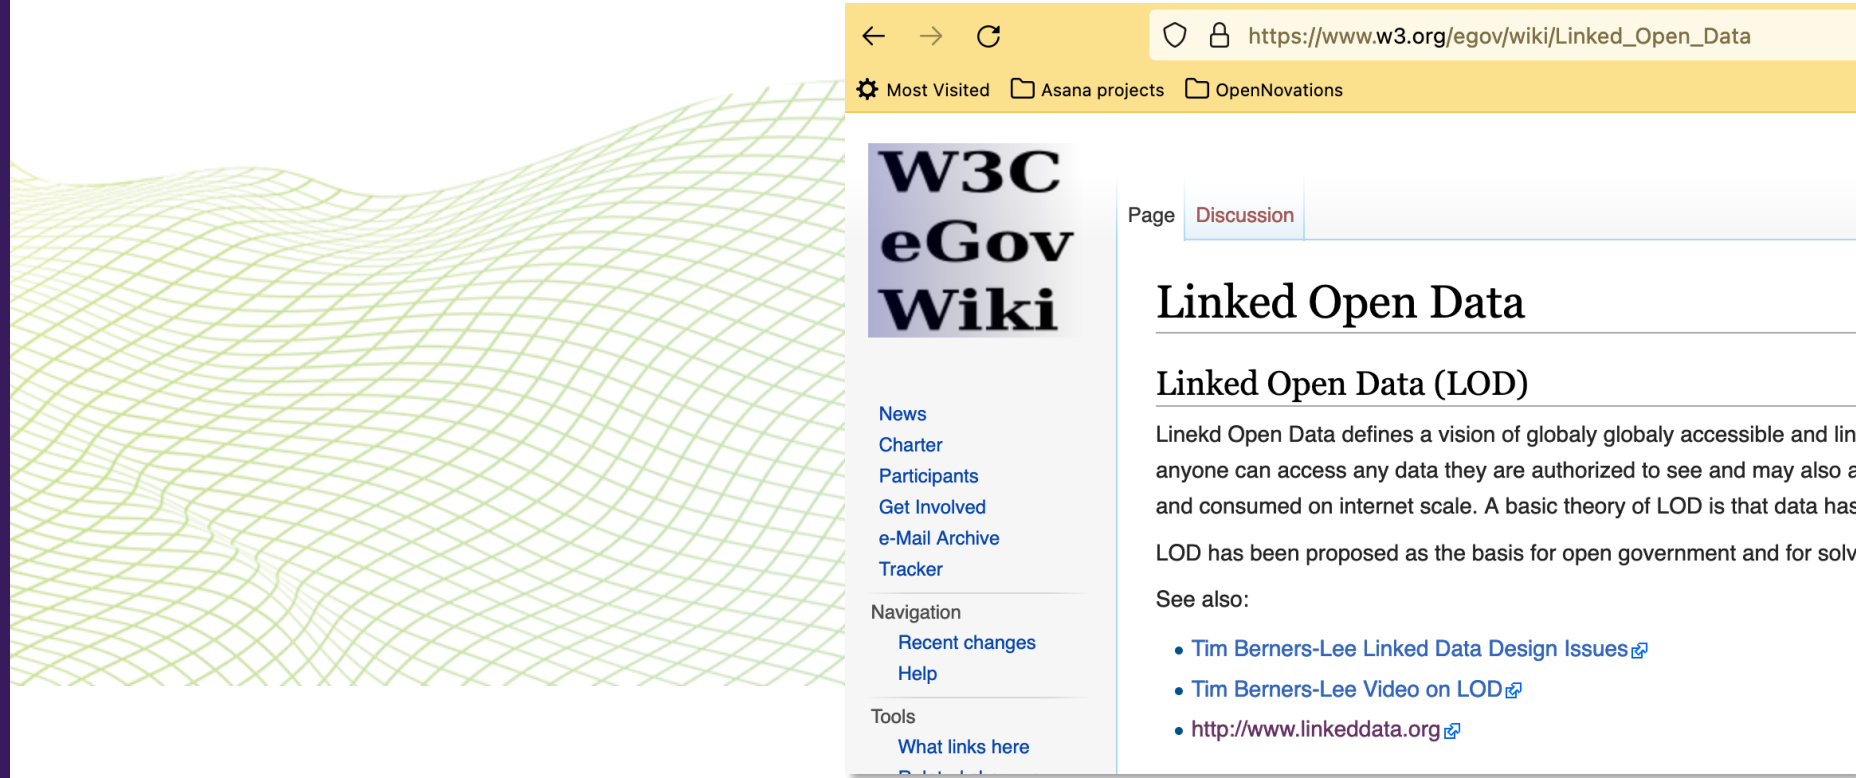 https://www.w3.org/egov/wiki/Linked_Open_Data
Most Visited Asana projects OpenNovations
W3C
eGov
Wiki
Page Discussion
Linked Open Data
Linked Open Data (LOD)
Linekd Open Data defines a vision of globaly globaly accessible and lin
anyone can access any data they are authorized to see and may also a
and consumed on internet scale. A basic theory of LOD is that data has
LOD has been proposed as the basis for open government and for solv
See also:
Tim Berners-Lee Linked Data Design Issues
Tim Berners-Lee Video on LOD
http://www.linkeddata.org
News
Charter
Participants
Get Involved
e-Mail Archive
Tracker
Navigation
Recent changes
Help
Tools
What links here